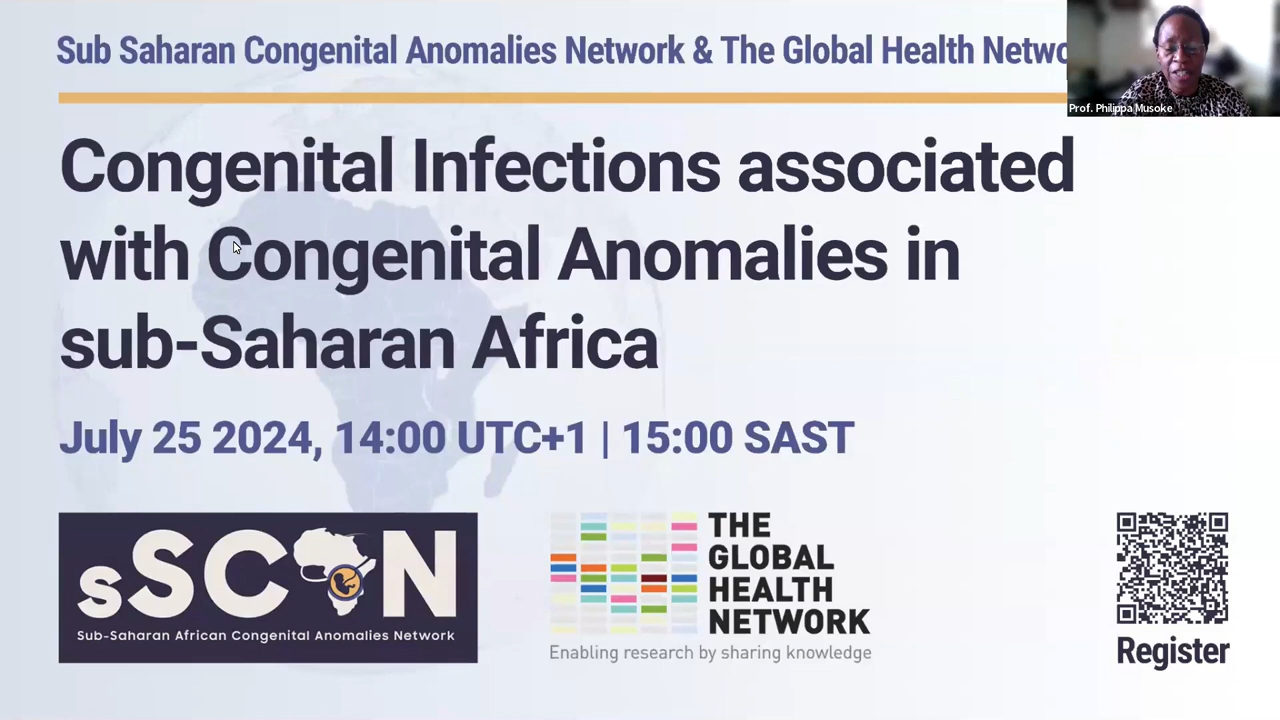 Sub Saharan Congenital Anomalies Network & The Global Health Netwo
Prof. Philippa Musoke
Congenital Infections associated
with Congenital Anomalies in
sub-Saharan Africa
July 25 2024, 14:00 UTC+1 | 15:00 SAST
sSCAN
Sub-Saharan African Congenital Anomalies Network
THE
GLOBAL
HEALTH
NETWORK
Enabling research by sharing knowledge
Register